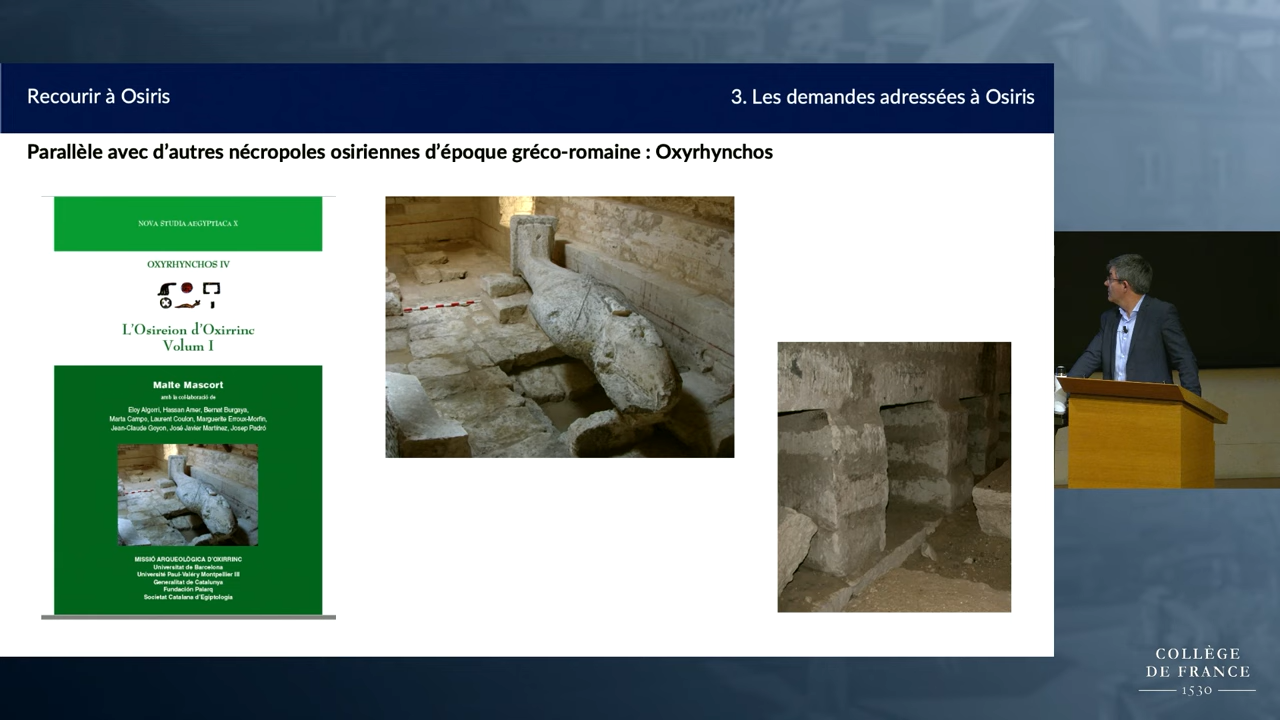 Recourir à Osiris
3. Les demandes adressées à Osiris
Parallèle avec d’autres nécropoles osiriennes d’époque gréco-romaine : Oxyrhynchos
NOVA STUDIA AEGYPTIACA X
OXYRHYNCHOS IV
L’Osireion d’Oxirrinc
Volum I
Maite Mascort
amb la col·laboració de
Eloy Algorri, Hassan Amer, Bernat Burgaya,
Marta Campo, Laurent Coulon, Marguerite Erroux-Morfin,
Jean-Claude Goyon, José Javier Martínez, Josep Padró
MISSIÓ ARQUEOLÒGICA D’OXIRRINC
Universitat de Barcelona
Université Paul-Valéry Montpellier III
Generalitat de Catalunya
Fundación Palarq
Societat Catalana d’Egiptologia
COLLÈGE
DE FRANCE
1530